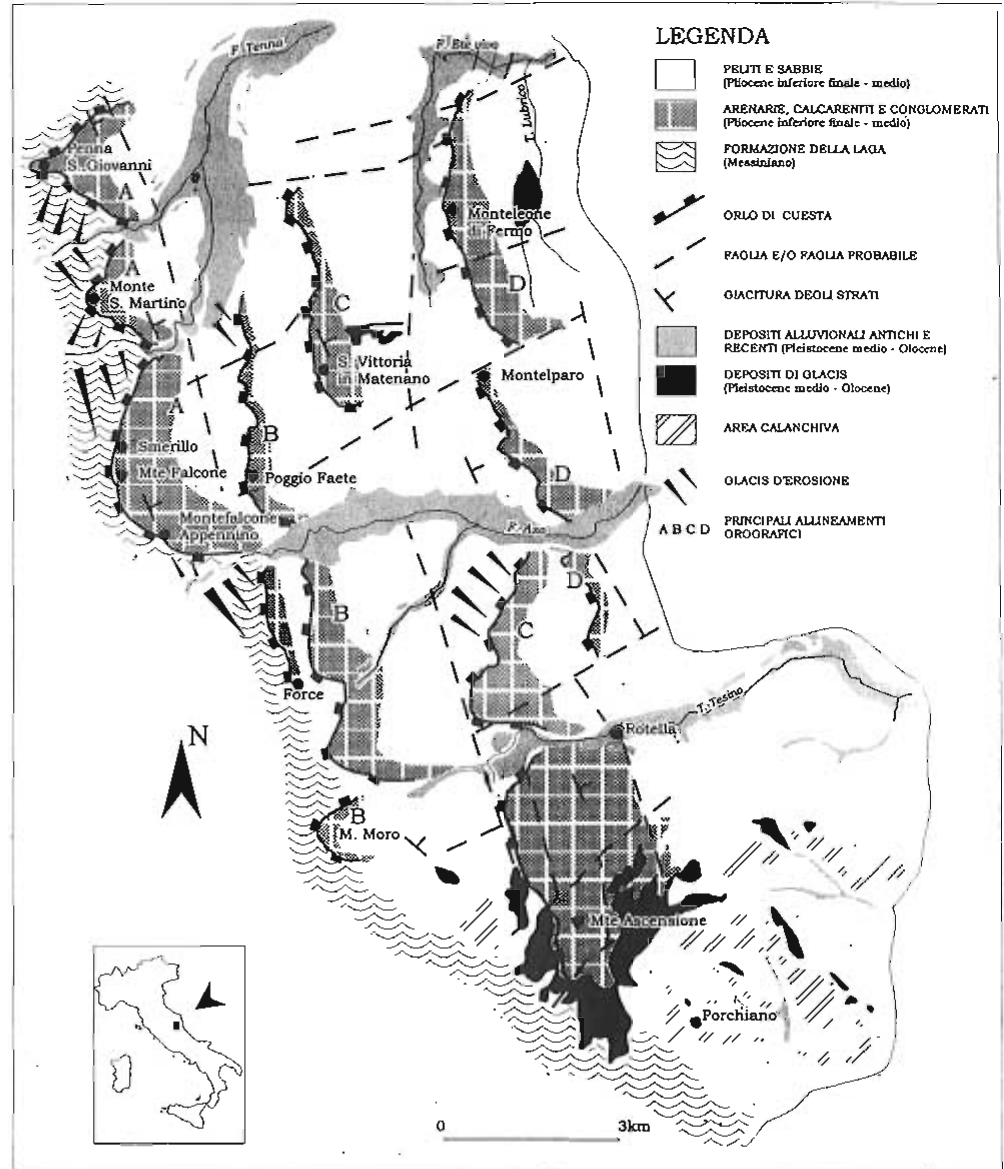 LEGENDA
PELITI E SABBIE
(Pliocene inferiore finale - medio)
ARENARIE, CALCARENITI E CONGLOMERATI
(Pliocene inferiore finale - medio)
FORMAZIONE DELLA LAGA
(Messiniano)
ORLO DI CUESTA
FAGLIA E/O FAGLIA PROBABILE
GIACITURA DEGLI STRATI
DEPOSITI ALLUVIONALI ANTICHI E
RECENTI (Pleistocene medio - Olocene)
DEPOSITI DI GLACIS
(Pleistocene medio - Olocene)
AREA CALANCHIVA
GLACIS D'EROSIONE
A B C D
PRINCIPALI ALLINEAMENTI
OROGRAFICI
F. Tenna
F. Ete vivo
T. Lubrico
Penna
S. Giovanni
A
Monteleone
di Fermo
A
Monte
S. Martino
D
C
S. Vittoria
in Matenano
Montelparo
A
Smerillo
B
Mte Falcone
Poggio Faete
D
Montefalcone
Appennino
F. Aso
D
B
C
Force
T. Tesino
Rotella
N
B
M. Moro
Mte Ascensione
Porchiano
0
3km